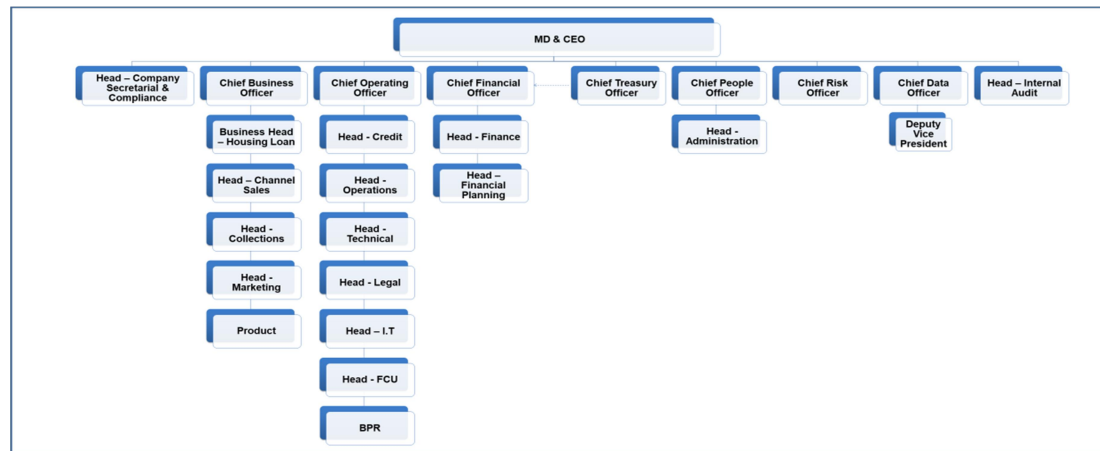 MD & CEO
Head – Company
Secretarial &
Compliance
Chief Business
Officer
Chief Operating
Officer
Chief Financial
Officer
Chief Treasury
Officer
Chief People
Officer
Chief Risk
Officer
Chief Data
Officer
Head – Internal
Audit
Business Head
– Housing Loan
Head – Channel
Sales
Head -
Collections
Head -
Marketing
Product
Head - Credit
Head -
Operations
Head -
Technical
Head - Legal
Head – I.T
Head - FCU
BPR
Head - Finance
Head –
Financial
Planning
Head -
Administration
Deputy
Vice
President